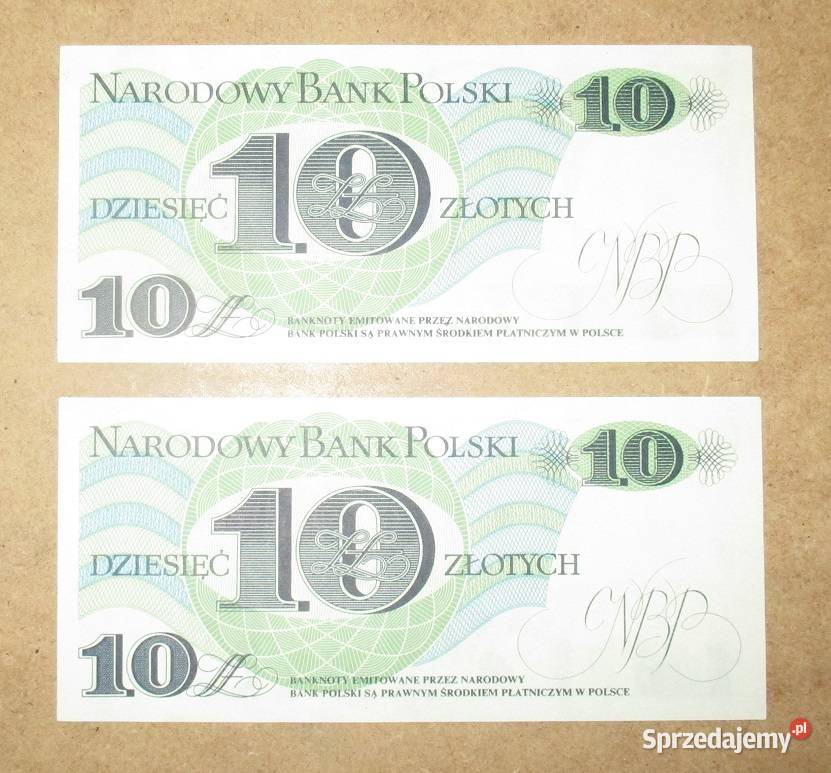 NARODOWY BANK POLSKI
10
10
DZIESIĘĆ ZŁOTYCH
NBP
10 zł
BANKNOTY EMITOWANE PRZEZ NARODOWY
BANK POLSKI SĄ PRAWNYM ŚRODKIEM PŁATNICZYM W POLSCE
NARODOWY BANK POLSKI
10
10
DZIESIĘĆ ZŁOTYCH
NBP
10 zł
BANKNOTY EMITOWANE PRZEZ NARODOWY
BANK POLSKI SĄ PRAWNYM ŚRODKIEM PŁATNICZYM W POLSCE
Sprzedajemy.pl